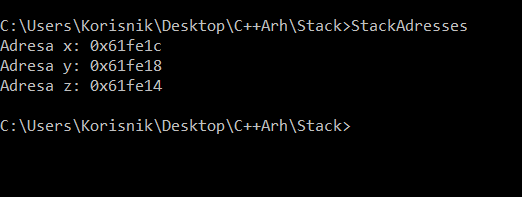 C:\Users\Korisnik\Desktop\C++Arh\Stack>StackAdresses
Adresa x: 0x61fe1c
Adresa y: 0x61fe18
Adresa z: 0x61fe14
C:\Users\Korisnik\Desktop\C++Arh\Stack>